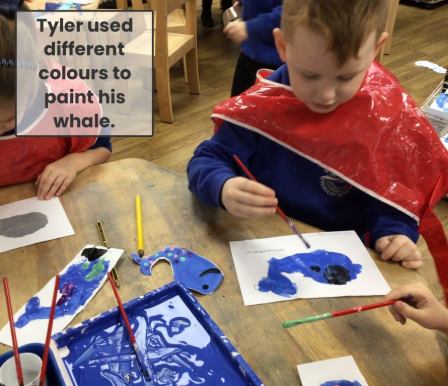 Tyler used
different
colours to
paint his
whale.